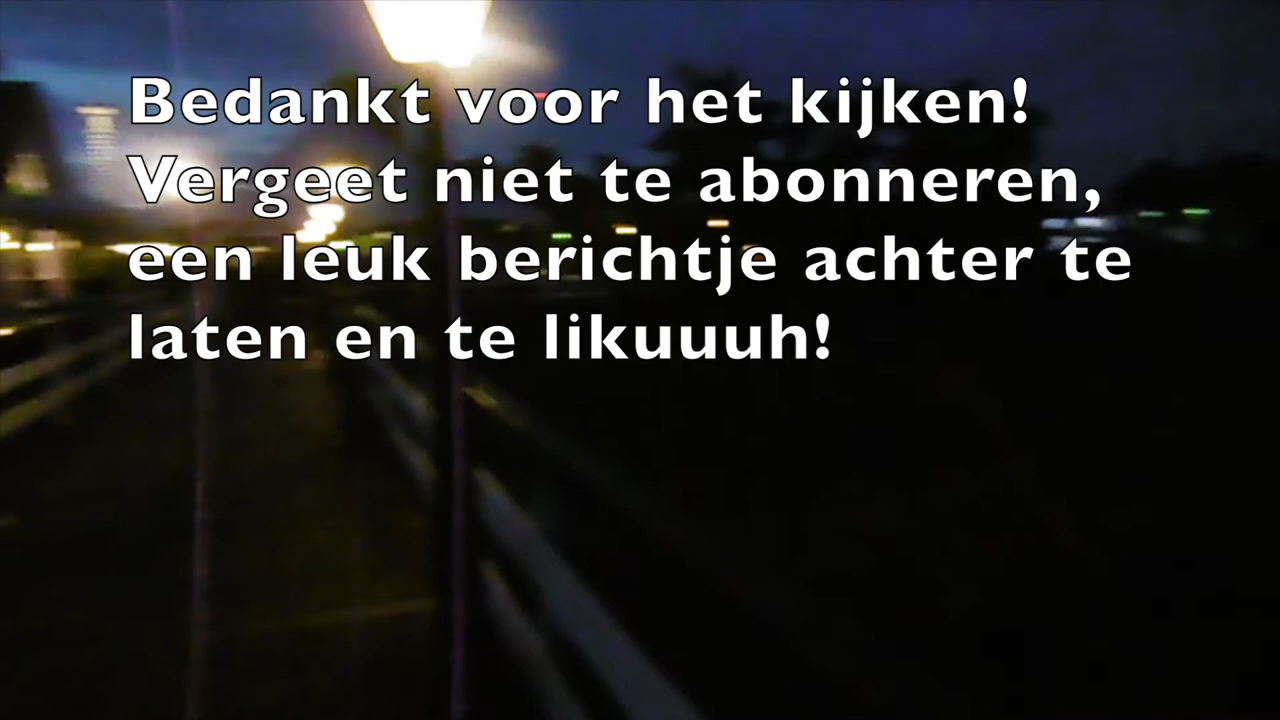 Bedankt voor het kijken!
Vergeet niet te abonneren,
een leuk berichtje achter te
laten en te likuuuh!